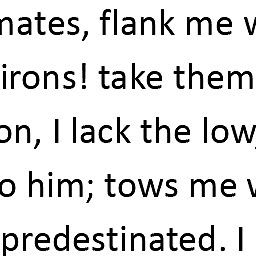 mates, flank me
irons! take them
on, I lack the low,
o him; tows me
predestinated. I